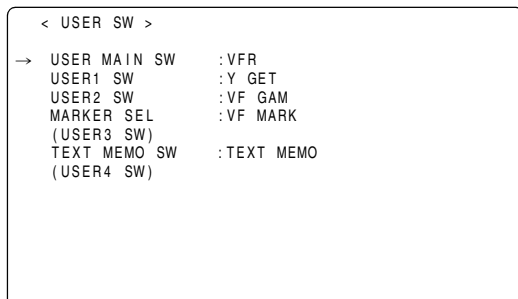 < USER SW >
→ USER MAIN SW :VFR
USER1 SW :Y GET
USER2 SW :VF GAM
MARKER SEL :VF MARK
(USER3 SW)
TEXT MEMO SW :TEXT MEMO
(USER4 SW)